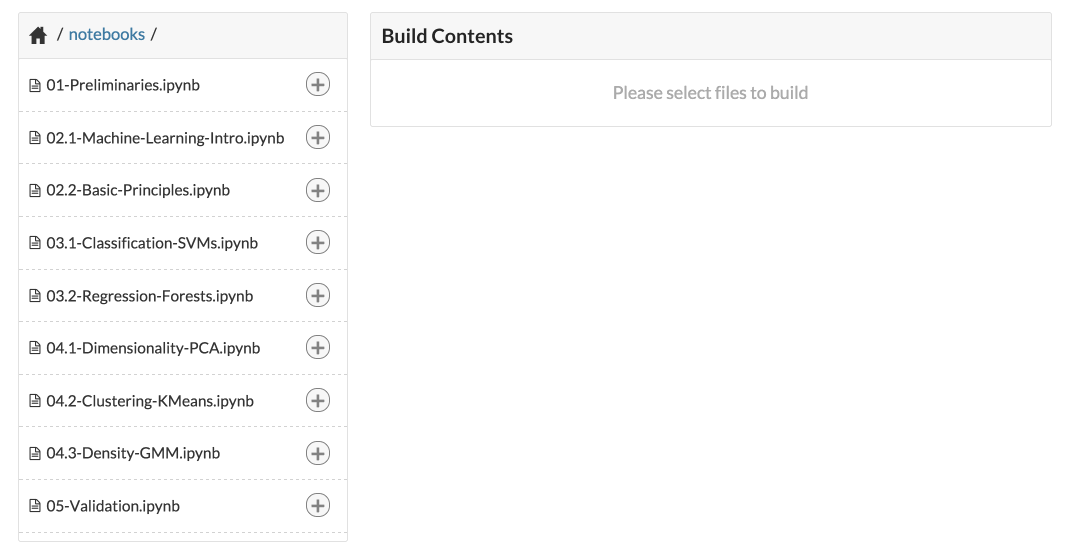 / notebooks /
01-Preliminaries.ipynb
02.1-Machine-Learning-Intro.ipynb
02.2-Basic-Principles.ipynb
03.1-Classification-SVMs.ipynb
03.2-Regression-Forests.ipynb
04.1-Dimensionality-PCA.ipynb
04.2-Clustering-KMeans.ipynb
04.3-Density-GMM.ipynb
05-Validation.ipynb
Build Contents
Please select files to build